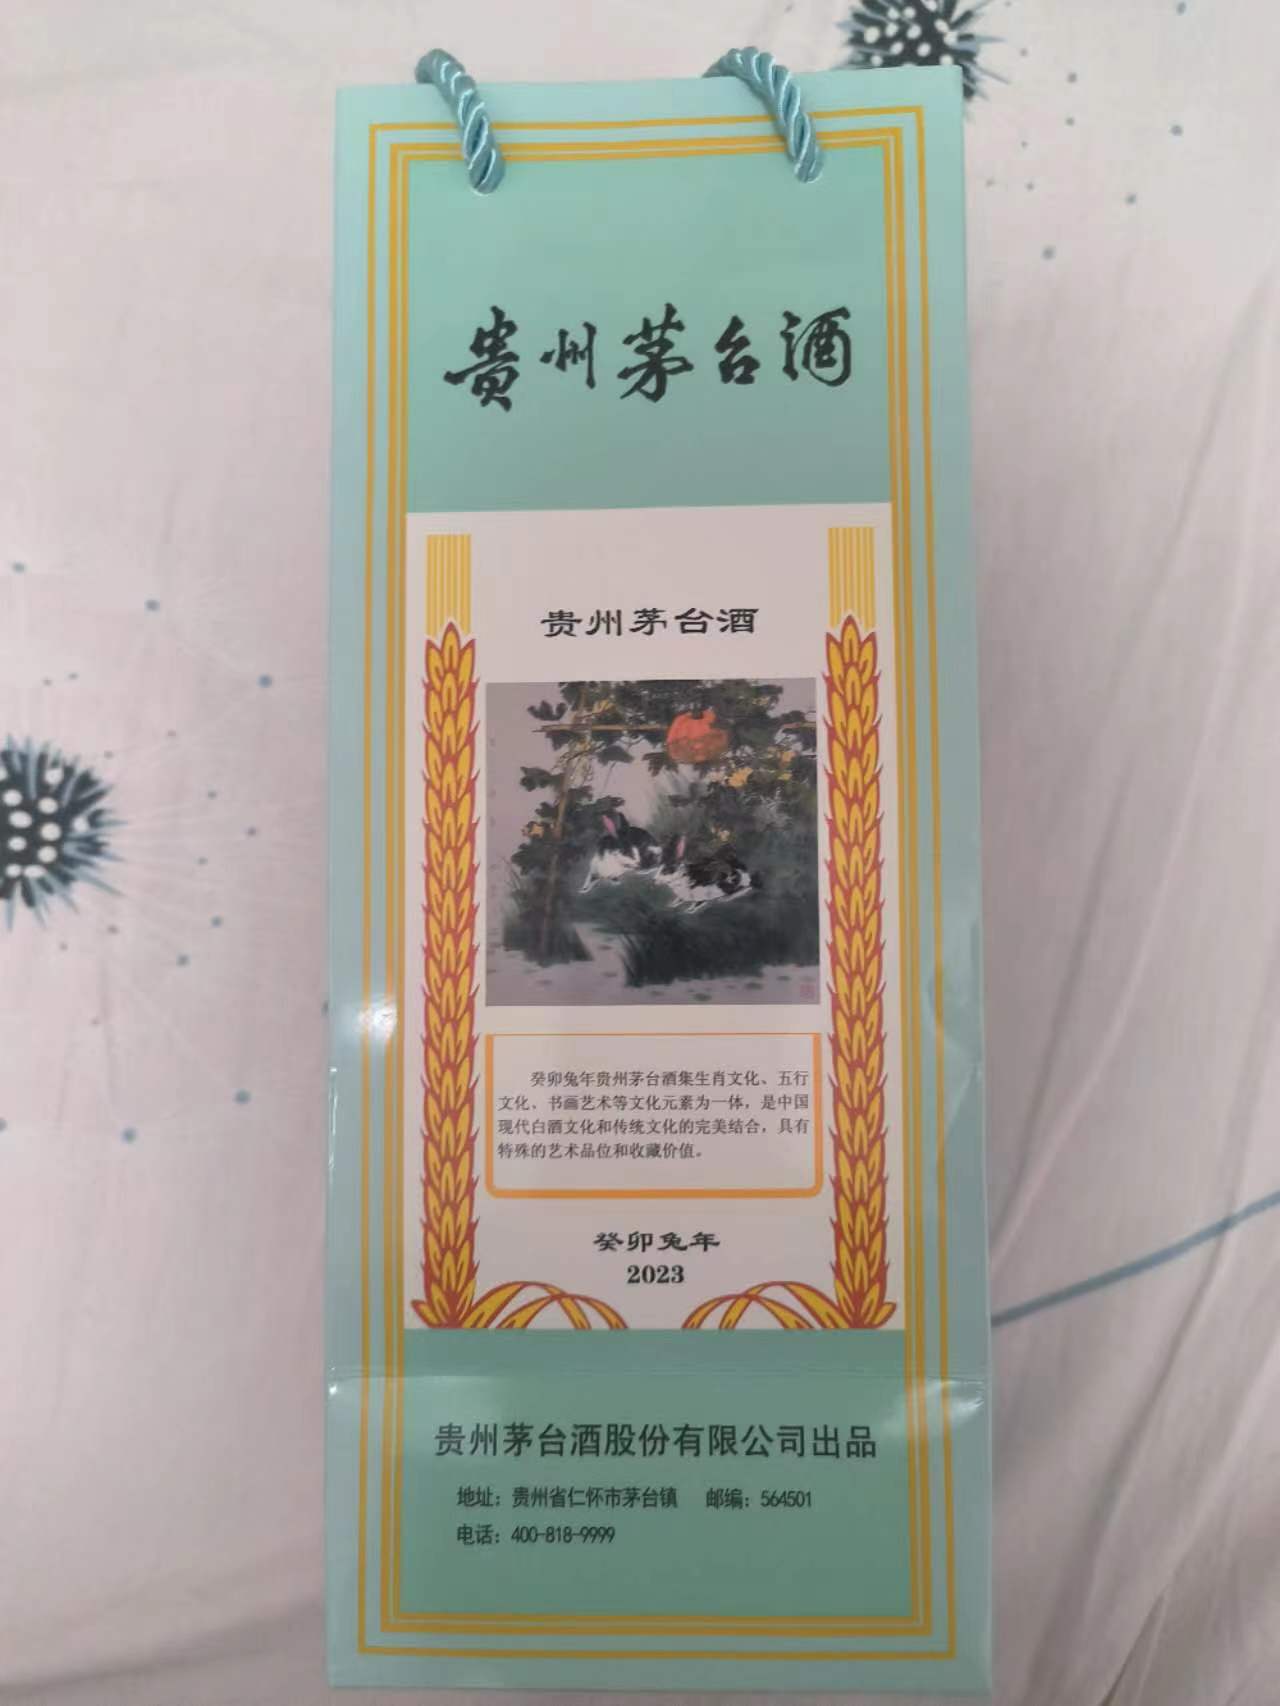 贵州茅台酒
贵州茅台酒
癸卯兔年贵州茅台酒集生肖文化、五行
文化、书画艺术等文化元素为一体，是中国
现代白酒文化和传统文化的完美结合，具有
特殊的艺术品位和收藏价值。
癸卯兔年
2023
贵州茅台酒股份有限公司出品
地址：贵州省仁怀市茅台镇 邮编：564501
电话：400-818-9999